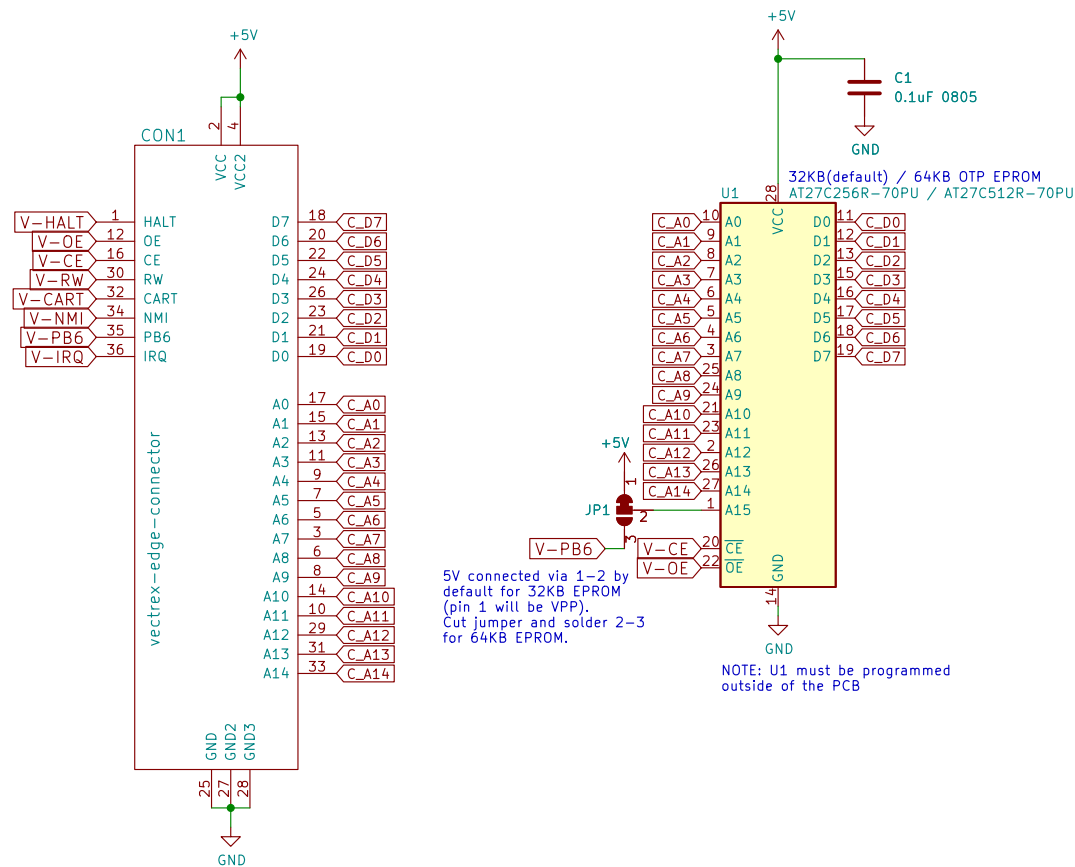 +5V
2
4
CON1
VCC
VCC2
V-HALT 1 HALT
V-OE 12 OE
V-CE 16 CE
V-RW 30 RW
V-CART 32 CART
V-NMI 34 NMI
V-PB6 35 PB6
V-IRQ 36 IRQ
D7 18 C_D7
D6 20 C_D6
D5 22 C_D5
D4 24 C_D4
D3 26 C_D3
D2 23 C_D2
D1 21 C_D1
D0 19 C_D0
A0 17 C_A0
A1 15 C_A1
A2 13 C_A2
A3 11 C_A3
A4 9 C_A4
A5 7 C_A5
A6 5 C_A6
A7 3 C_A7
A8 6 C_A8
A9 8 C_A9
A10 14 C_A10
A11 10 C_A11
A12 29 C_A12
A13 31 C_A13
A14 33 C_A14
vectrex-edge-connector
GND
GND2
GND3
25
27
28
GND
+5V
C1
0.1uF 0805
GND
32KB(default) / 64KB OTP EPROM
U1
AT27C256R-70PU / AT27C512R-70PU
28
VCC
C_A0 10 A0
C_A1 9 A1
C_A2 8 A2
C_A3 7 A3
C_A4 6 A4
C_A5 5 A5
C_A6 4 A6
C_A7 3 A7
C_A8 25 A8
C_A9 24 A9
C_A10 21 A10
C_A11 23 A11
C_A12 2 A12
C_A13 26 A13
C_A14 27 A14
1 A15
V-CE 20 CE
V-OE 22 OE
D0 11 C_D0
D1 12 C_D1
D2 13 C_D2
D3 15 C_D3
D4 16 C_D4
D5 17 C_D5
D6 18 C_D6
D7 19 C_D7
+5V
1
JP1
2
3
V-PB6
5V connected via 1-2 by
default for 32KB EPROM
(pin 1 will be VPP).
Cut jumper and solder 2-3
for 64KB EPROM.
GND
14
GND
NOTE: U1 must be programmed
outside of the PCB